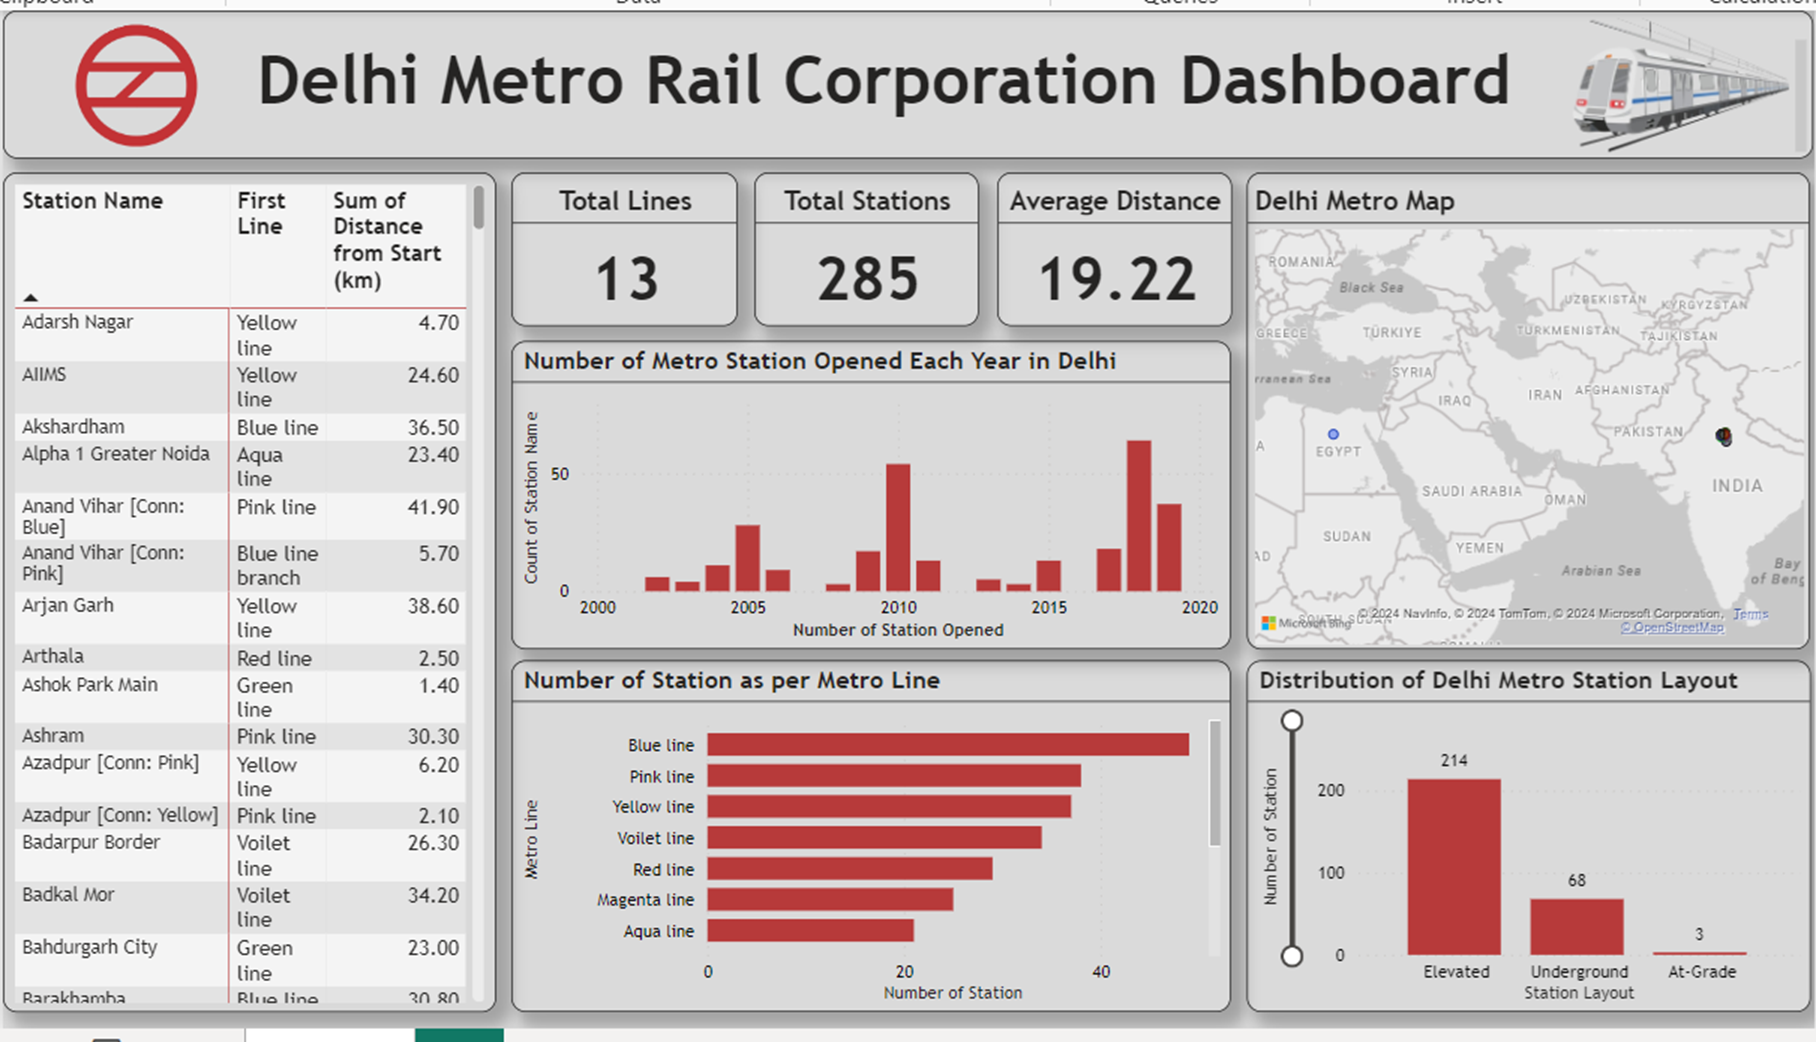 Clipboard
Data
Queries
Insert
Calculation
Delhi Metro Rail Corporation Dashboard
Station Name
First
Line
Sum of
Distance
from Start
(km)
Adarsh Nagar
Yellow
line
4.70
AIIMS
Yellow
line
24.60
Akshardham
Blue line
36.50
Alpha 1 Greater Noida
Aqua
line
23.40
Anand Vihar [Conn:
Blue]
Pink line
41.90
Anand Vihar [Conn:
Pink]
Blue line
branch
5.70
Arjan Garh
Yellow
line
38.60
Arthala
Red line
2.50
Ashok Park Main
Green
line
1.40
Ashram
Pink line
30.30
Azadpur [Conn: Pink]
Yellow
line
6.20
Azadpur [Conn: Yellow]
Pink line
2.10
Badarpur Border
Voilet
line
26.30
Badkal Mor
Voilet
line
34.20
Bahdurgarh City
Green
line
23.00
Barakhamba
Blue line
30.80
Total Lines
13
Total Stations
285
Average Distance
19.22
Number of Metro Station Opened Each Year in Delhi
Count of Station Name
50
0
2000
2005
2010
2015
2020
Number of Station Opened
Number of Station as per Metro Line
Metro Line
Blue line
Pink line
Yellow line
Voilet line
Red line
Magenta line
Aqua line
0
20
40
Number of Station
Delhi Metro Map
ROMANIA
Black Sea
UZBEKISTAN
KYRGYZSTAN
GREECE
TÜRKIYE
TURKMENISTAN
TAJIKISTAN
rranean Sea
SYRIA
IRAQ
IRAN
AFGHANISTAN
PAKISTAN
A
EGYPT
SAUDI ARABIA
OMAN
INDIA
SUDAN
AD
YEMEN
Arabian Sea
Bay
of Beng
SOUTH SUDAN
Microsoft Bing
© 2024 NavInfo, © 2024 TomTom, © 2024 Microsoft Corporation, Terms
© OpenStreetMap
Distribution of Delhi Metro Station Layout
Number of Station
200
100
0
214
68
3
Elevated
Underground
At-Grade
Station Layout